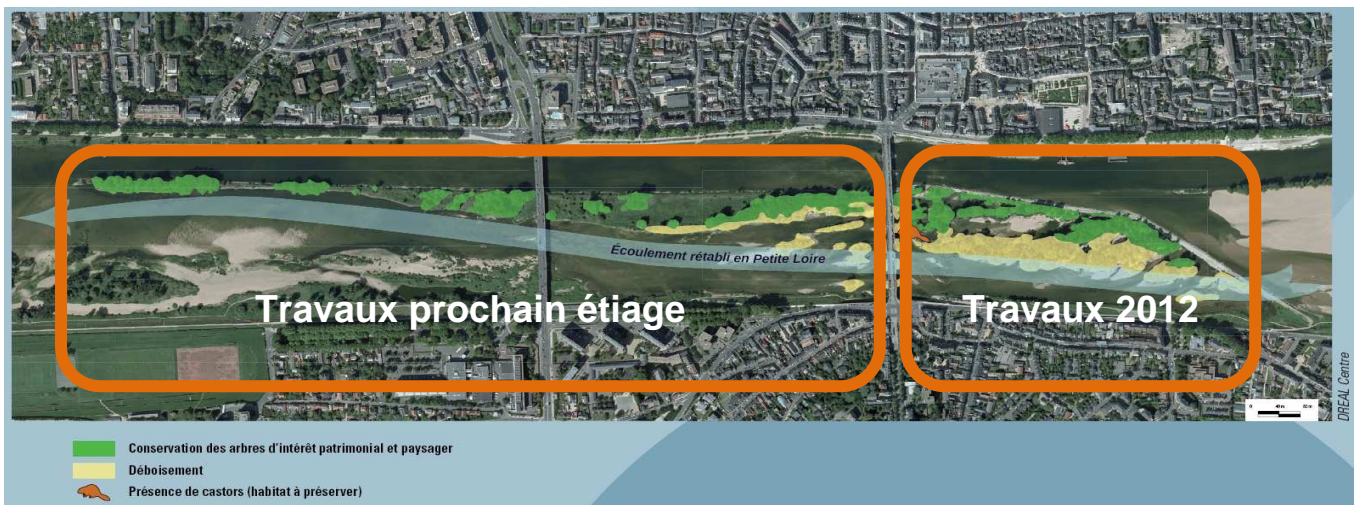 Écoulement rétabli en Petite Loire
Travaux prochain étiage
Travaux 2012
DREAL Centre
Conservation des arbres d'intérêt patrimonial et paysager
Déboisement
Présence de castors (habitat à préserver)